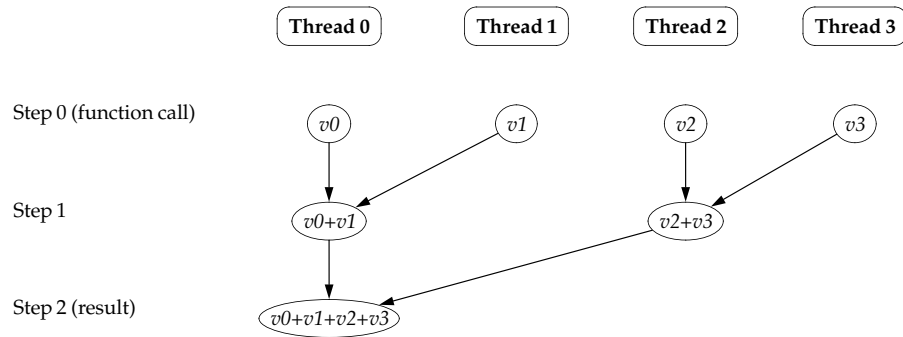 Thread 0 Thread 1 Thread 2 Thread 3
Step 0 (function call) v0 v1 v2 v3
Step 1 v0+v1 v2+v3
Step 2 (result) v0+v1+v2+v3